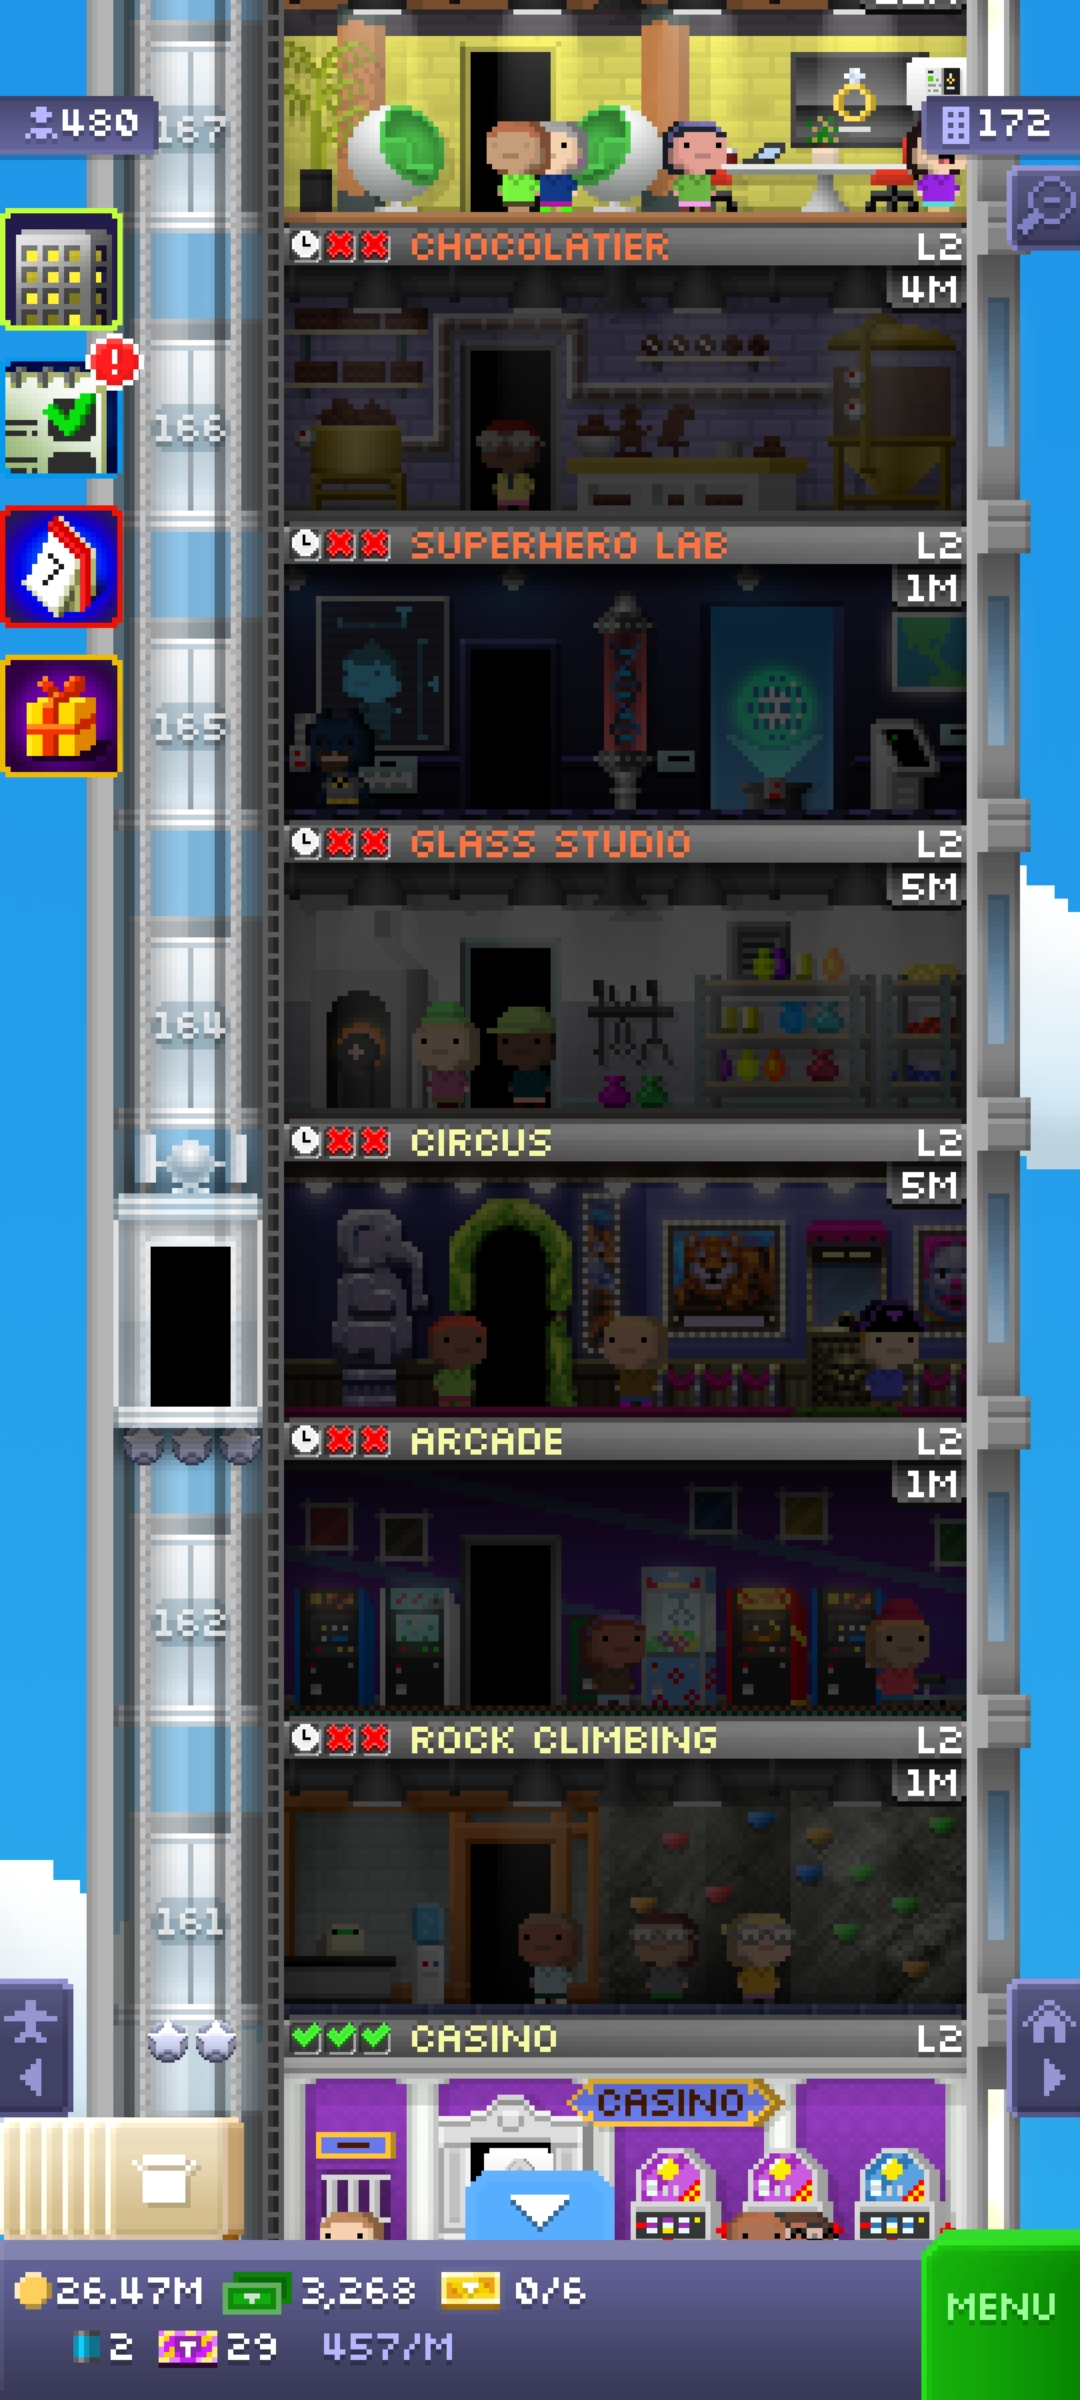 480
167
172
CHOCOLATIER L2
4M
166
SUPERHERO LAB L2
1M
165
GLASS STUDIO L2
5M
164
CIRCUS L2
5M
ARCADE L2
1M
162
ROCK CLIMBING L2
1M
161
CASINO L2
CASINO
26.47M 3,268 0/6
2 29 457/M
MENU